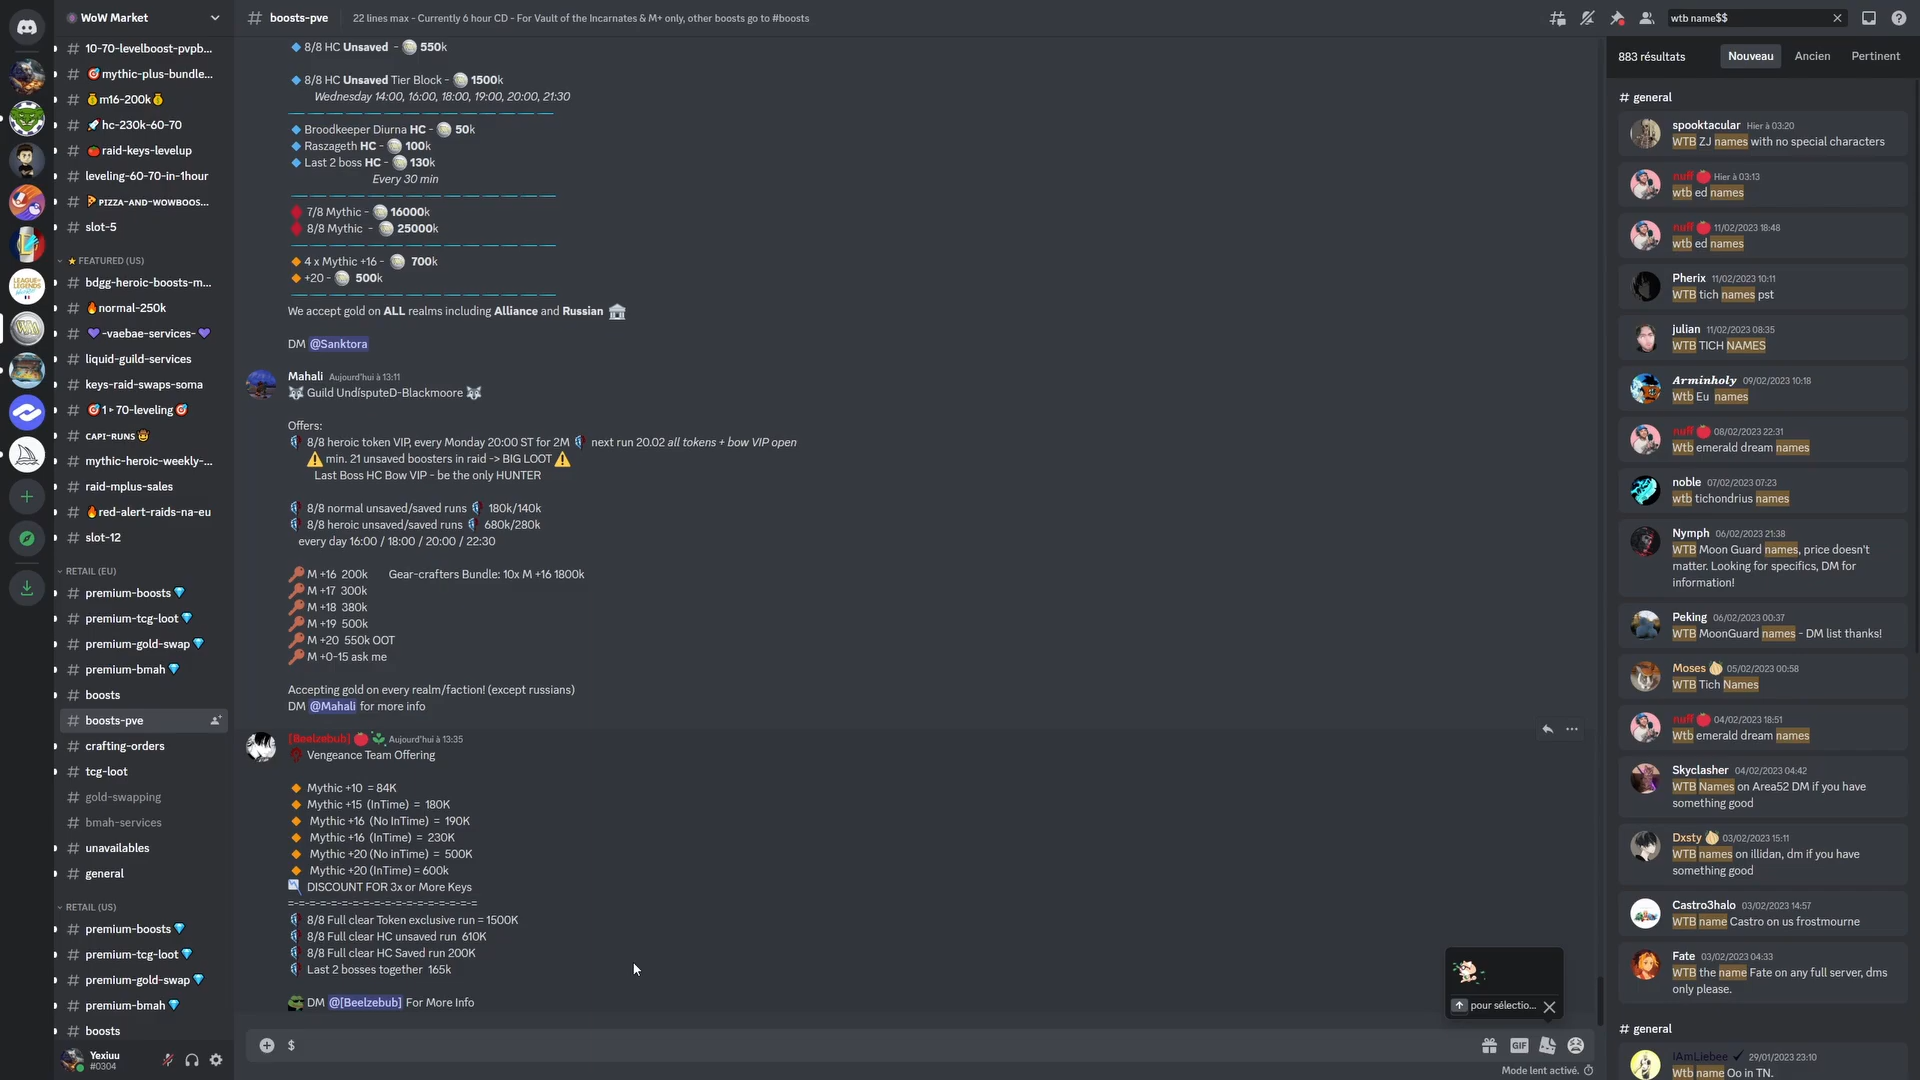 WoW Market
10-70-levelboost-pvpb...
mythic-plus-bundle...
m16-200k
hc-230k-60-70
raid-keys-levelup
leveling-60-70-in-1hour
PIZZA-AND-WOWBOOS...
slot-5
FEATURED (US)
bdgg-heroic-boosts-m...
normal-250k
-vaebae-services-
liquid-guild-services
keys-raid-swaps-soma
1▸70-leveling
CAPI-RUNS
mythic-heroic-weekly-...
raid-mplus-sales
red-alert-raids-na-eu
slot-12
RETAIL (EU)
premium-boosts
premium-tcg-loot
premium-gold-swap
premium-bmah
boosts
boosts-pve
crafting-orders
tcg-loot
gold-swapping
bmah-services
unavailables
general
RETAIL (US)
premium-boosts
premium-tcg-loot
premium-gold-swap
premium-bmah
boosts
Yexiuu
#0304
boosts-pve
22 lines max - Currently 6 hour CD - For Vault of the Incarnates & M+ only, other boosts go to #boosts
8/8 HC Unsaved - 550k
8/8 HC Unsaved Tier Block - 1500k
Wednesday 14:00, 16:00, 18:00, 19:00, 20:00, 21:30
Broodkeeper Diurna HC - 50k
Raszageth HC - 100k
Last 2 boss HC - 130k
Every 30 min
7/8 Mythic - 16000k
8/8 Mythic - 25000k
4 x Mythic +16 - 700k
+20 - 500k
We accept gold on ALL realms including Alliance and Russian
DM @Sanktora
Mahali Aujourd'hui à 13:11
Guild UndisputeD-Blackmoore
Offers:
8/8 heroic token VIP, every Monday 20:00 ST for 2M next run 20.02 all tokens + bow VIP open
min. 21 unsaved boosters in raid -> BIG LOOT
Last Boss HC Bow VIP - be the only HUNTER
8/8 normal unsaved/saved runs 180k/140k
8/8 heroic unsaved/saved runs 680k/280k
every day 16:00 / 18:00 / 20:00 / 22:30
M +16 200k Gear-crafters Bundle: 10x M +16 1800k
M +17 300k
M +18 380k
M +19 500k
M +20 550k OOT
M +0-15 ask me
Accepting gold on every realm/faction! (except russians)
DM @Mahali for more info
[Beelzebub] Aujourd'hui à 13:35
Vengeance Team Offering
Mythic +10 = 84K
Mythic +15 (InTime) = 180K
Mythic +16 (No InTime) = 190K
Mythic +16 (InTime) = 230K
Mythic +20 (No inTime) = 500K
Mythic +20 (InTime) = 600k
DISCOUNT FOR 3x or More Keys
=-=-=-=-=-=-=-=-=-=-=-=-=-=-=
8/8 Full clear Token exclusive run = 1500K
8/8 Full clear HC unsaved run 610K
8/8 Full clear HC Saved run 200K
Last 2 bosses together 165k
DM @[Beelzebub] For More Info
pour sélectio...
$
GIF
Mode lent activé.
wtb name$$
883 résultats
Nouveau
Ancien
Pertinent
general
spooktacular Hier à 03:20
WTB ZJ names with no special characters
nuff Hier à 03:13
wtb ed names
nuff 11/02/2023 18:48
wtb ed names
Pherix 11/02/2023 10:11
WTB tich names pst
julian 11/02/2023 08:35
WTB TICH NAMES
Arminholy 09/02/2023 10:18
Wtb Eu names
nuff 08/02/2023 22:31
Wtb emerald dream names
noble 07/02/2023 07:23
wtb tichondrius names
Nymph 06/02/2023 21:38
WTB Moon Guard names, price doesn't
matter. Looking for specifics, DM for
information!
Peking 06/02/2023 00:37
WTB MoonGuard names - DM list thanks!
Moses 05/02/2023 00:58
WTB Tich Names
nuff 04/02/2023 18:51
Wtb emerald dream names
Skyclasher 04/02/2023 04:42
WTB Names on Area52 DM if you have
something good
Dxsty 03/02/2023 15:11
WTB names on illidan, dm if you have
something good
Castro3halo 03/02/2023 14:57
WTB name Castro on us frostmourne
Fate 03/02/2023 04:33
WTB the name Fate on any full server, dms
only please.
general
IAmLiebee 29/01/2023 23:10
Wtb name Oo in TN.